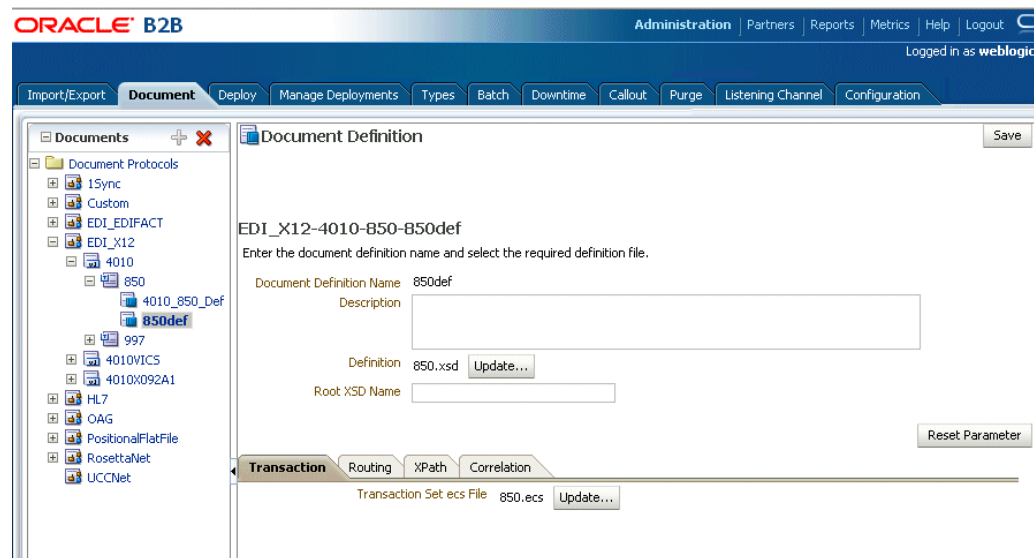 ORACLE B2B
Administration | Partners | Reports | Metrics | Help | Logout
Logged in as weblogic
Import/Export Document Deploy Manage Deployments Types Batch Downtime Callout Purge Listening Channel Configuration
Documents
Document Protocols
1Sync
Custom
EDI_EDIFACT
EDI_X12
4010
850
4010_850_Def
850def
997
4010VICS
4010X092A1
HL7
OAG
PositionalFlatFile
RosettaNet
UCCNet
Document Definition
Save
EDI_X12-4010-850-850def
Enter the document definition name and select the required definition file.
Document Definition Name 850def
Description
Definition 850.xsd Update...
Root XSD Name
Reset Parameter
Transaction Routing XPath Correlation
Transaction Set ecs File 850.ecs Update...